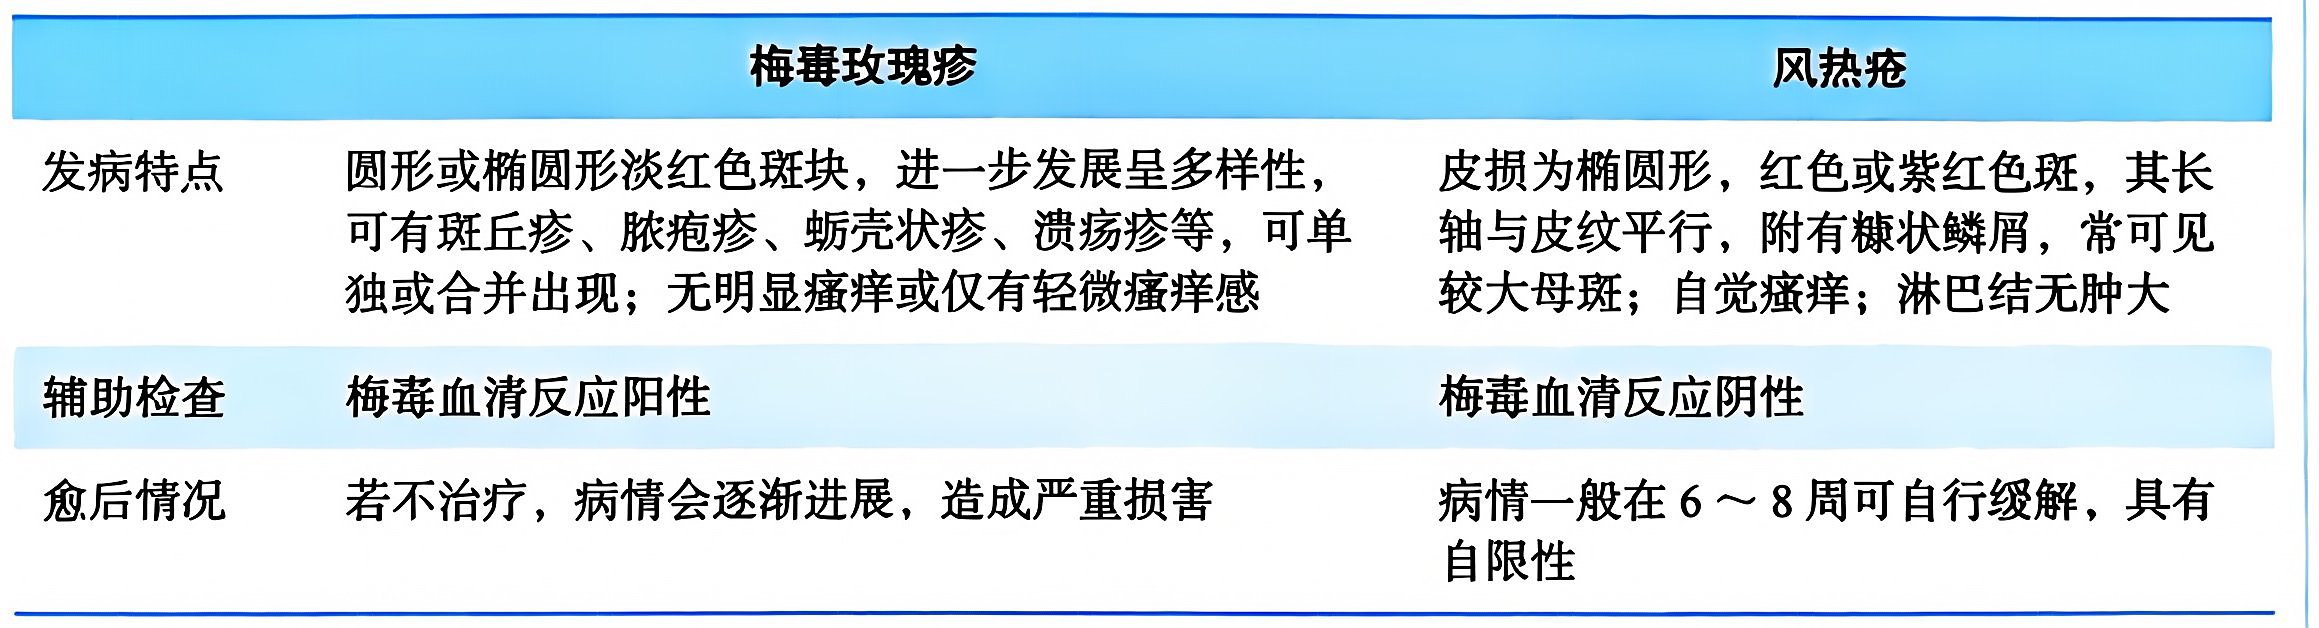 梅毒玫瑰疹 风热疮
发病特点 圆形或椭圆形淡红色斑块，进一步发展呈多样性， 皮损为椭圆形，红色或紫红色斑，其长
可有斑丘疹、脓疱疹、蛎壳状疹、溃疡疹等，可单 轴与皮纹平行，附有糠状鳞屑，常可见
独或合并出现；无明显瘙痒或仅有轻微瘙痒感 较大母斑；自觉瘙痒；淋巴结无肿大
辅助检查 梅毒血清反应阳性 梅毒血清反应阴性
愈后情况 若不治疗，病情会逐渐进展，造成严重损害 病情一般在 6～8 周可自行缓解，具有
自限性